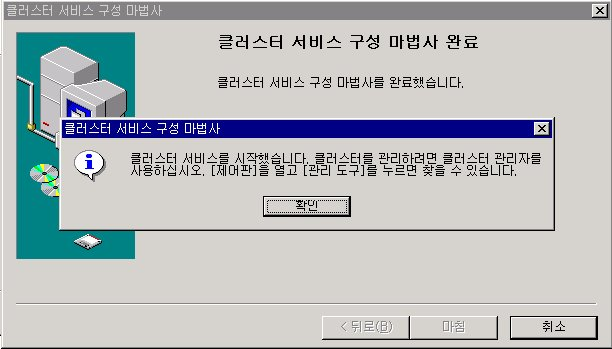 클러스터 서비스 구성 마법사
클러스터 서비스 구성 마법사 완료
클러스터 서비스 구성 마법사를 완료했습니다.
클러스터 서비스 구성 마법사
클러스터 서비스를 시작했습니다. 클러스터를 관리하려면 클러스터 관리자를
사용하십시오. [제어판]을 열고 [관리 도구]를 누르면 찾을 수 있습니다.
확인
< 뒤로(B)
마침
취소